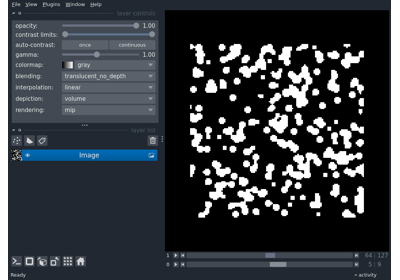 File View Plugins Window Help
layer controls
opacity: 1.00
contrast limits:
auto-contrast: once continuous
gamma: 1.00
colormap: gray
blending: translucent_no_depth
interpolation: linear
depiction: volume
rendering: mip
layer list
Image
1 64 127
0 5 9
Ready activity